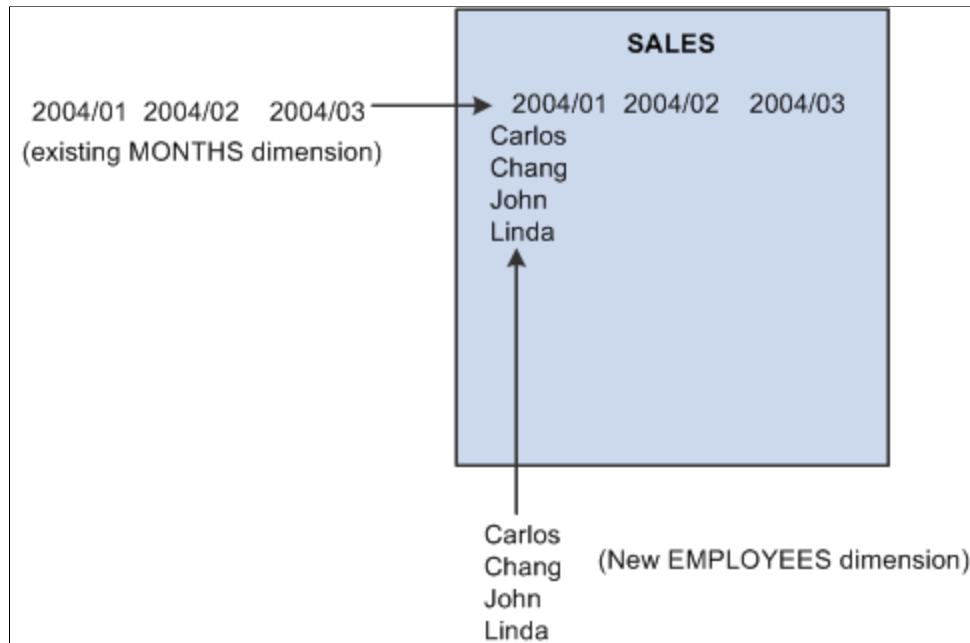 SALES
2004/01 2004/02 2004/03
(existing MONTHS dimension)
2004/01 2004/02 2004/03
Carlos
Chang
John
Linda
Carlos
Chang
John
Linda
(New EMPLOYEES dimension)